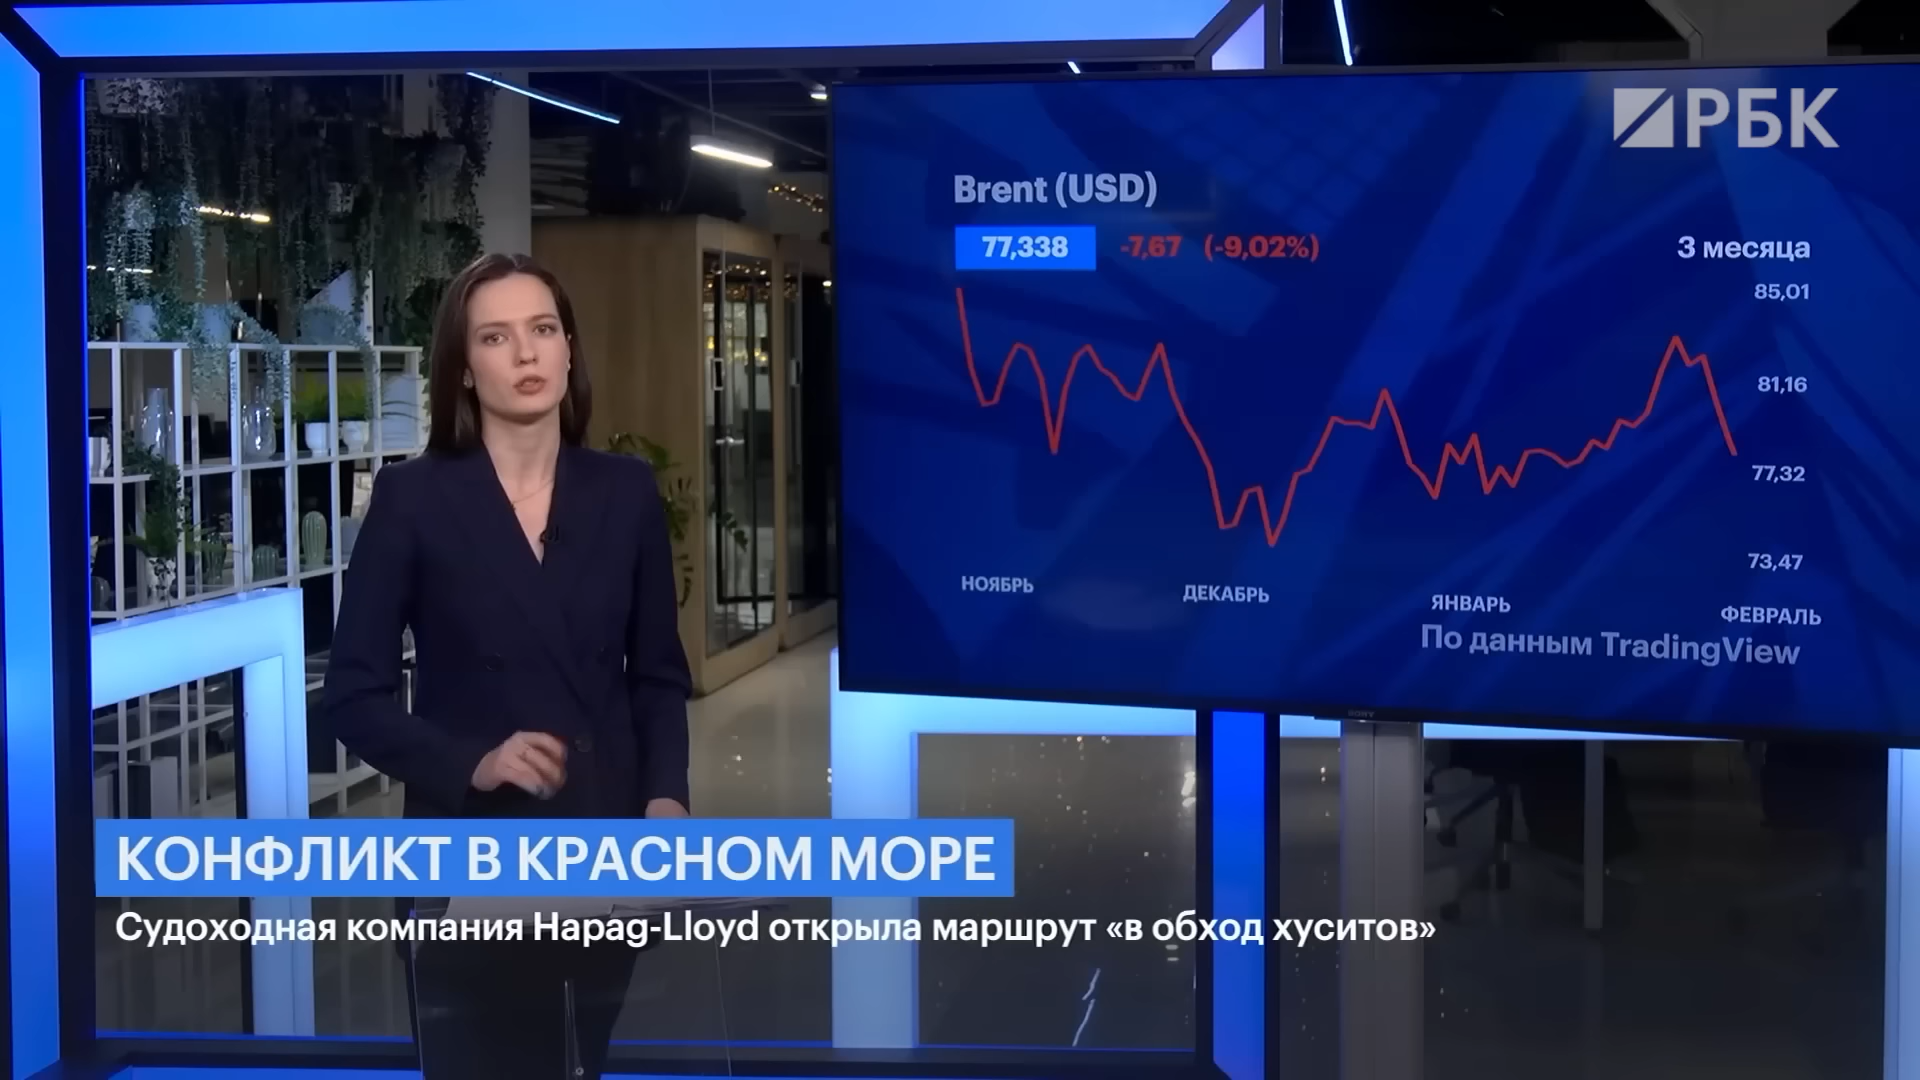 РБК
Brent (USD)
77,338 -7,67 (-9,02%)
3 месяца
85,01
81,16
77,32
73,47
НОЯБРЬ ДЕКАБРЬ ЯНВАРЬ ФЕВРАЛЬ
По данным TradingView
SONY
КОНФЛИКТ В КРАСНОМ МОРЕ
Судоходная компания Hapag-Lloyd открыла маршрут «в обход хуситов»